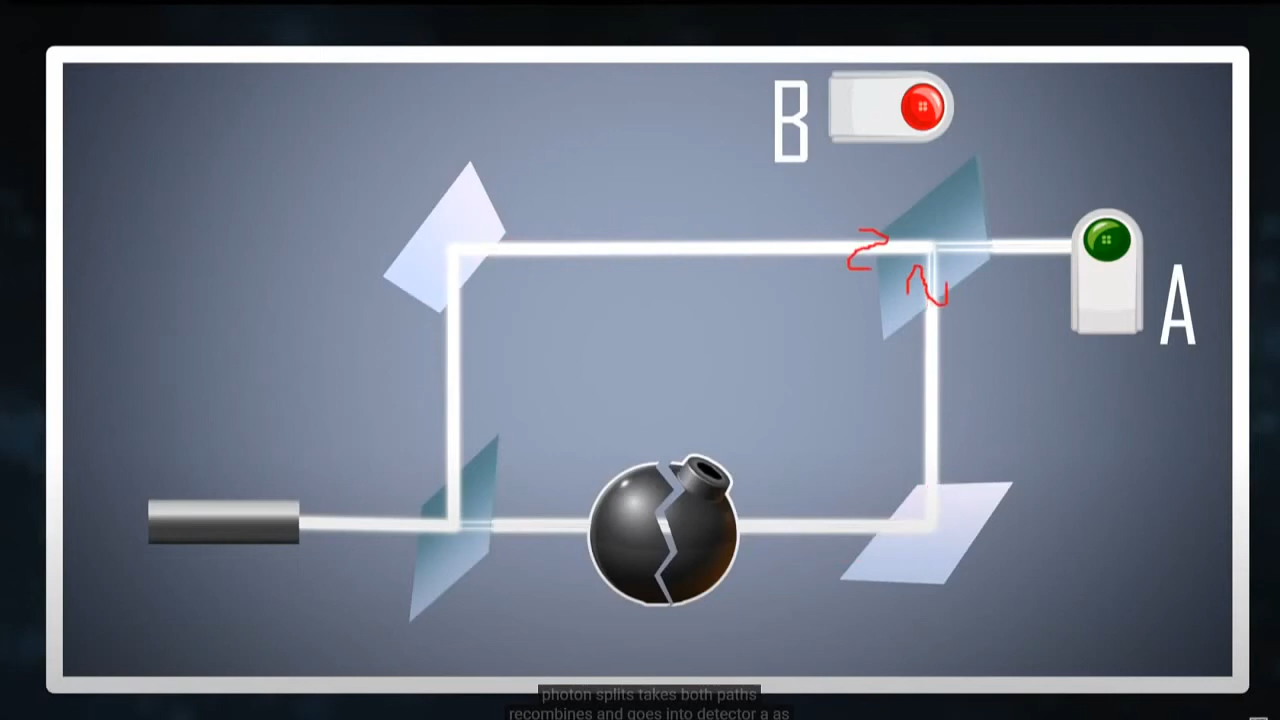 B
A
photon splits takes both paths
recombines and goes into detector a as